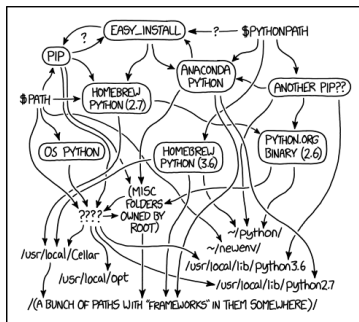 EASY_INSTALL
?
$PYTHONPATH
?
PIP
ANACONDA
PYTHON
ANOTHER PIP??
HOMEBREW
PYTHON (2.7)
$PATH
OS PYTHON
HOMEBREW
PYTHON (3.6)
PYTHON.ORG
BINARY (2.6)
(MISC
FOLDERS
OWNED BY
ROOT)
????
~/python/
~/newenv/
/usr/local/Cellar
/usr/local/opt
/usr/local/lib/python3.6
/usr/local/lib/python2.7
/(A BUNCH OF PATHS WITH "FRAMEWORKS" IN THEM SOMEWHERE)/